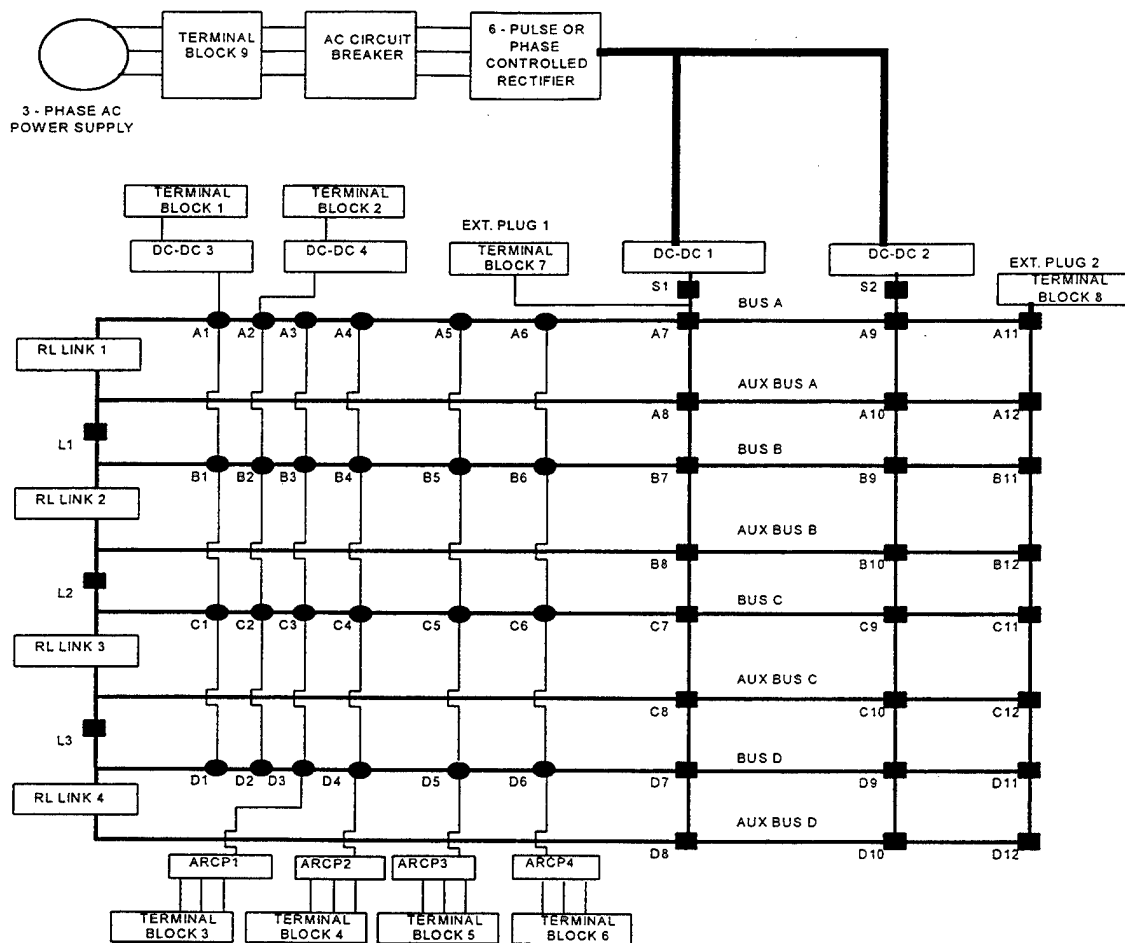 TERMINAL
BLOCK 9
AC CIRCUIT
BREAKER
6 - PULSE OR
PHASE
CONTROLLED
RECTIFIER
3 - PHASE AC
POWER SUPPLY
TERMINAL
BLOCK 1
TERMINAL
BLOCK 2
EXT. PLUG 1
DC-DC 3
DC-DC 4
TERMINAL
BLOCK 7
DC-DC 1
DC-DC 2
EXT. PLUG 2
TERMINAL
BLOCK 8
S1
BUS A
S2
A1 A2 A3 A4 A5 A6 A7 A9 A11
RL LINK 1
AUX BUS A
A8 A10 A12
L1
BUS B
B1 B2 B3 B4 B5 B6 B7 B9 B11
RL LINK 2
AUX BUS B
B8 B10 B12
L2
BUS C
C1 C2 C3 C4 C5 C6 C7 C9 C11
RL LINK 3
AUX BUS C
C8 C10 C12
L3
BUS D
D1 D2 D3 D4 D5 D6 D7 D9 D11
RL LINK 4
AUX BUS D
D8 D10 D12
ARCP1 ARCP2 ARCP3 ARCP4
TERMINAL
BLOCK 3
TERMINAL
BLOCK 4
TERMINAL
BLOCK 5
TERMINAL
BLOCK 6